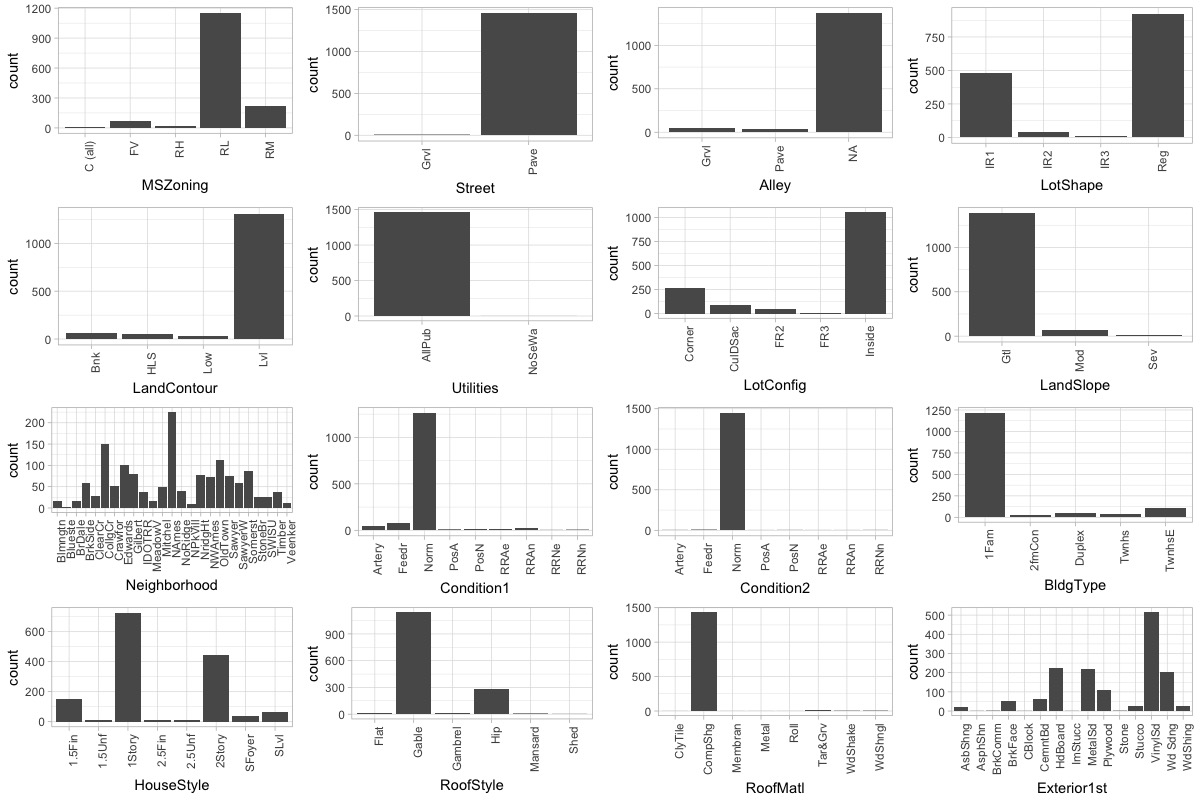 count
1200
900
600
300
0
C (all)
FV
RH
RL
RM
MSZoning
count
1500
1000
500
0
Grvl
Pave
Street
count
1000
500
0
Grvl
Pave
NA
Alley
count
750
500
250
0
IR1
IR2
IR3
Reg
LotShape
count
1000
500
0
Bnk
HLS
Low
Lvl
LandContour
count
1500
1000
500
0
AllPub
NoSeWa
Utilities
count
1000
750
500
250
0
Corner
CulDSac
FR2
FR3
Inside
LotConfig
count
1000
500
0
Gtl
Mod
Sev
LandSlope
count
200
150
100
50
0
Blmngtn
Blueste
BrDale
BrkSide
ClearCr
CollgCr
Crawfor
Edwards
Gilbert
IDOTRR
MeadowV
Mitchel
NAmes
NoRidge
NPkVill
NridgHt
NWAmes
OldTown
Sawyer
SawyerW
Somerst
StoneBr
SWISU
Timber
Veenker
Neighborhood
count
1000
500
0
Artery
Feedr
Norm
PosA
PosN
RRAe
RRAn
RRNe
RRNn
Condition1
count
1500
1000
500
0
Artery
Feedr
Norm
PosA
PosN
RRAe
RRAn
RRNn
Condition2
count
1250
1000
750
500
250
0
1Fam
2fmCon
Duplex
Twnhs
TwnhsE
BldgType
count
600
400
200
0
1.5Fin
1.5Unf
1Story
2.5Fin
2.5Unf
2Story
SFoyer
SLvl
HouseStyle
count
900
600
300
0
Flat
Gable
Gambrel
Hip
Mansard
Shed
RoofStyle
count
1500
1000
500
0
ClyTile
CompShg
Membran
Metal
Roll
Tar&Grv
WdShake
WdShngl
RoofMatl
count
500
400
300
200
100
0
AsbShng
AsphShn
BrkComm
BrkFace
CBlock
CemntBd
HdBoard
ImStucc
MetalSd
Plywood
Stone
Stucco
VinylSd
Wd Sdng
WdShing
Exterior1st